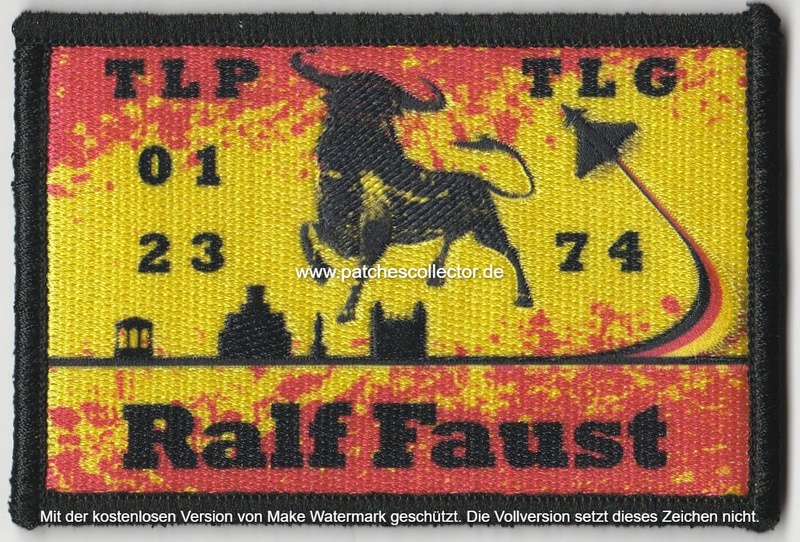 TLP TLG
01
23 74
www.patchescollector.de
Ralf Faust
Mit der kostenlosen Version von Make Watermark geschützt. Die Vollversion setzt dieses Zeichen nicht.